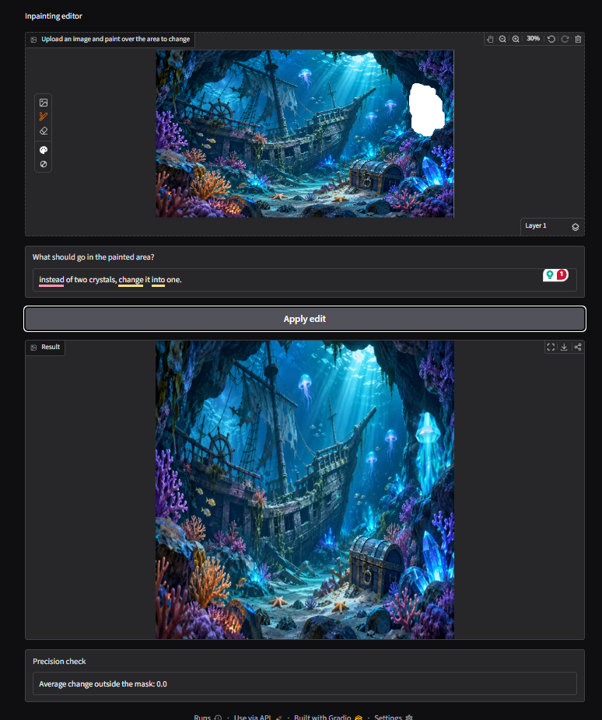 Inpainting editor
Upload an image and paint over the area to change
30%
Layer 1
What should go in the painted area?
instead of two crystals, change it into one.
1
Apply edit
Result
Precision check
Average change outside the mask: 0.0
Runs · Use via API · Built with Gradio · Settings